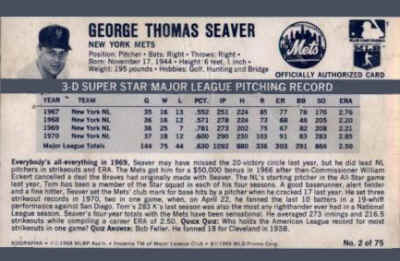 GEORGE THOMAS SEAVER
NEW YORK METS
Position: Pitcher • Bats: Right • Throws: Right •
Born: November 17, 1944 • Height: 6 feet, 1 inch •
Weight: 195 pounds • Hobbies: Golf, Hunting and Bridge
Mets
OFFICIALLY AUTHORIZED CARD
3-D SUPER STAR MAJOR LEAGUE PITCHING RECORD
YEAR TEAM G W L PCT. IP H R ER BB SO ERA
1967 New York NL 35 16 13 .552 251 224 85 77 78 170 2.76
1968 New York NL 36 16 12 .571 278 224 73 68 48 205 2.20
1969 New York NL 36 25 7 .781 273 202 75 67 82 208 2.21
1970 New York NL 37 18 12 .600 290 230 103 91 83 283
Major League Totals 144 75 44 .630 1092 880 336 303 291 2.50
Everybody's all-everything in 1969, Seaver may have missed the 20-victory circle last year, but he did lead NL
pitchers in strikeouts and ERA. The Mets got him for a $50,000 bonus in 1966 after then-Commissioner William
Eckert cancelled a deal the Braves had originally made with Seaver. The NL's starting pitcher in the All-Star game
last year, Tom has been a member of the Star squad in each of his four seasons. A good baserunner, alert fielder
and a fine hitter, Seaver set the Mets' club mark for base hits by a pitcher when he cracked 17 last year. He set three
strikeout records in 1970, two in one game, when, on April 22, he fanned the last 10 batters in a 19-whiff
performance against San Diego. Tom's 283 K's last season was also the most any righthander ever had in a National
League season. Seaver's four-year totals with the Mets have been sensational. He averaged 273 innings and 216.5
strikeouts while compiling a career ERA of 2.50. Quick Quiz: Who holds the American League record for most
strikeouts in one game? Quiz Answer: Bob Feller. He fanned 18 for Cleveland in 1938.
XOGRAPH® • © 1969 MLBP Assn. • © 1969 MLB Promo Corp. No. 2 of 75